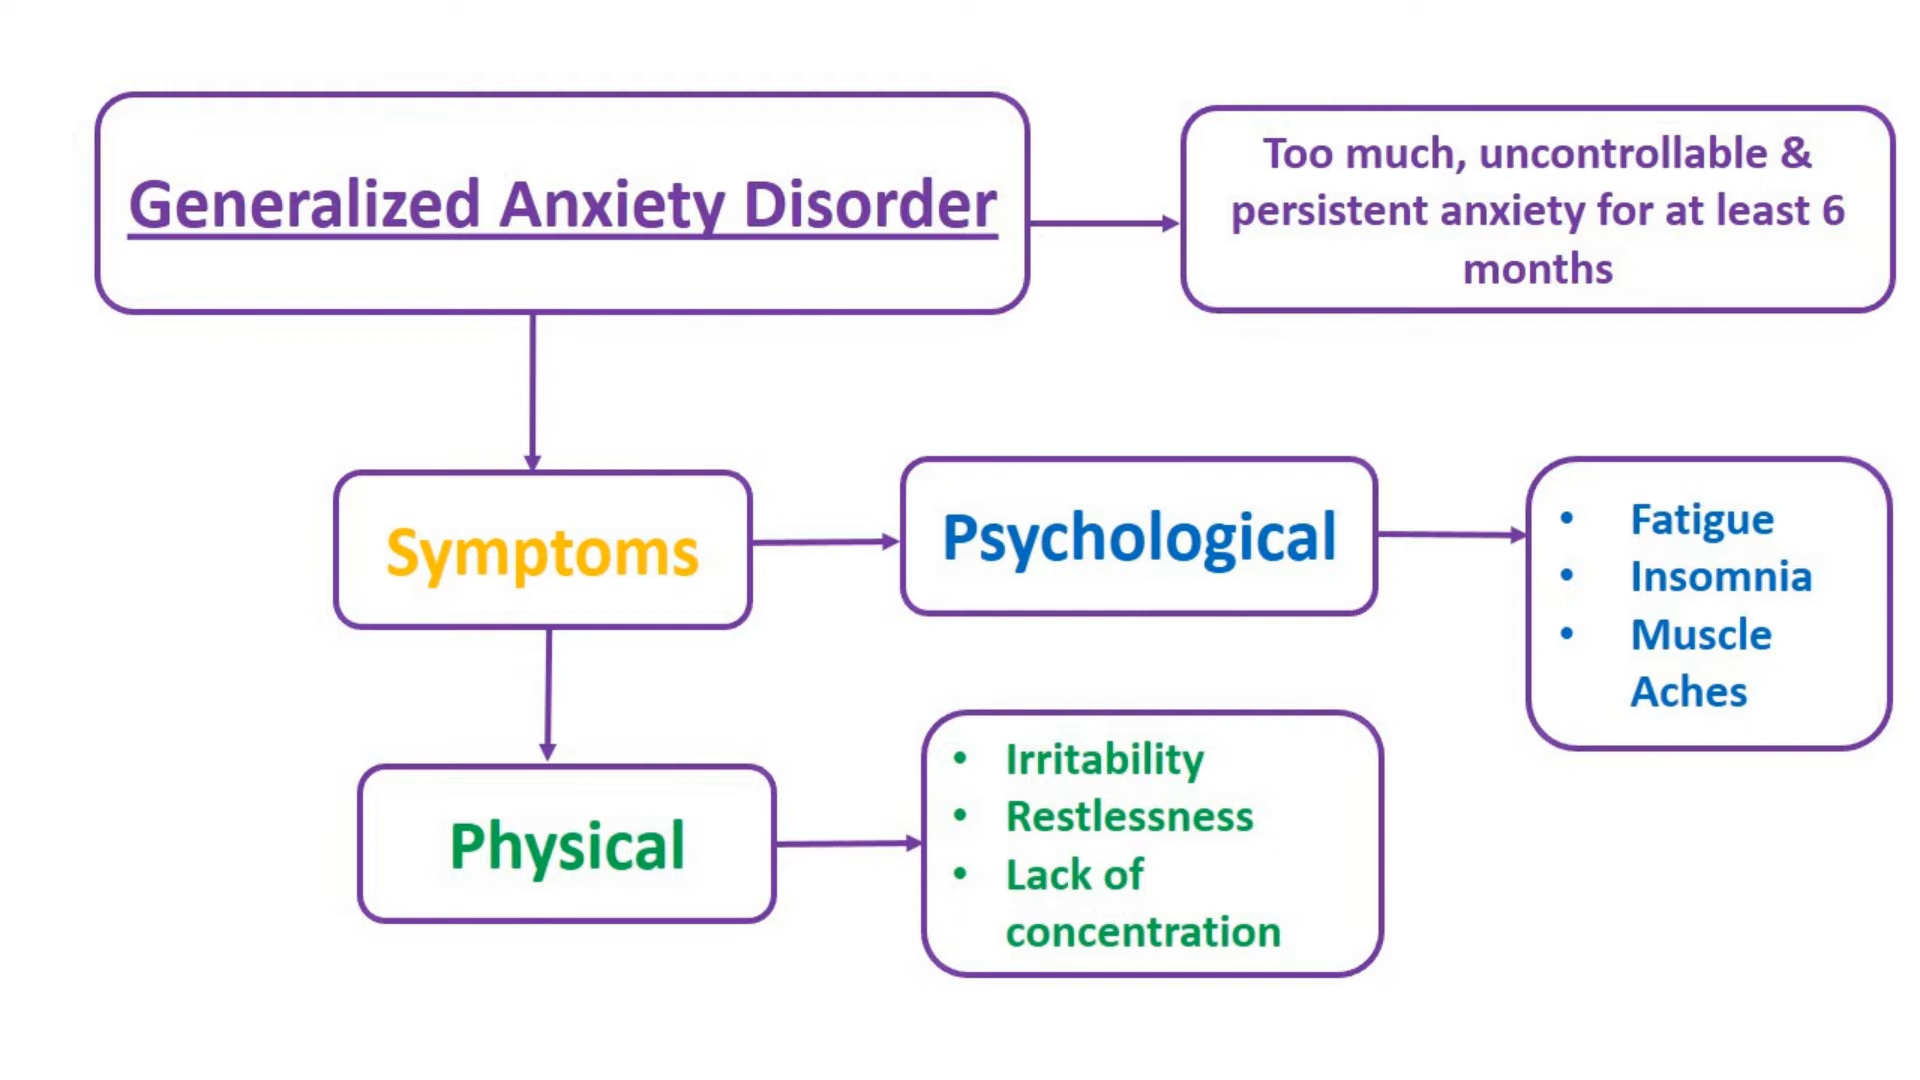 Generalized Anxiety Disorder
Too much, uncontrollable &
persistent anxiety for at least 6
months
Symptoms
Psychological
• Fatigue
• Insomnia
• Muscle
Aches
Physical
• Irritability
• Restlessness
• Lack of
concentration